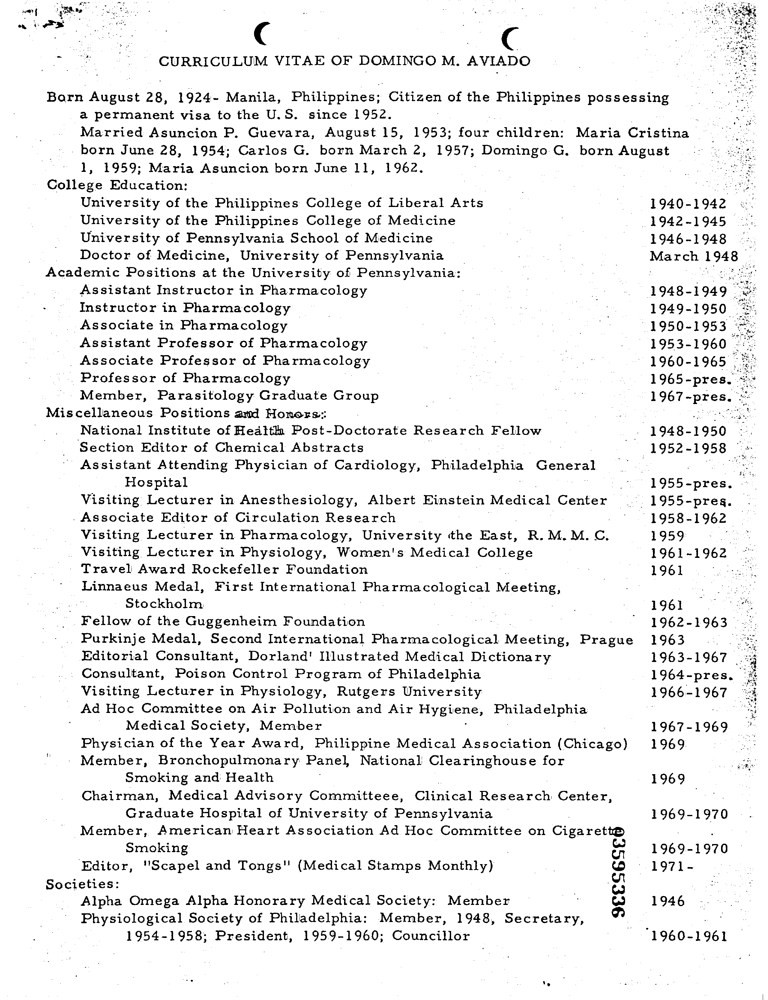 CURRICULUM VITAE OF DOMINGO M. AVIADO
Born August 28, 1924- Manila, Philippines; Citizen of the Philippines possessing
a permanent visa to the U.S. since 1952.
Married Asuncion P. Guevara, August 15, 1953; four children: Maria Cristina
born June 28, 1954; Carlos G. born March 2, 1957; Domingo G. born August
1, 1959; Maria Asuncion born June 11, 1962.
College Education:
University of the Philippines College of Liberal Arts 1940-1942
University of the Philippines College of Medicine 1942-1945
University of Pennsylvania School of Medicine 1946-1948
Doctor of Medicine, University of Pennsylvania March 1948
Academic Positions at the University of Pennsylvania:
Assistant Instructor in Pharmacology 1948-1949
Instructor in Pharmacology 1949-1950
Associate in Pharmacology 1950-1953
Assistant Professor of Pharmacology 1953-1960
Associate Professor of Pharmacology 1960-1965
Professor of Pharmacology 1965-pres.
Member, Parasitology Graduate Group 1967-pres.
Miscellaneous Positions and Honors:
National Institute of Health Post-Doctorate Research Fellow 1948-1950
Section Editor of Chemical Abstracts 1952-1958
Assistant Attending Physician of Cardiology, Philadelphia General
Hospital 1955-pres.
Visiting Lecturer in Anesthesiology, Albert Einstein Medical Center 1955-pres.
Associate Editor of Circulation Research 1958-1962
Visiting Lecturer in Pharmacology, University the East, R.M.M.C. 1959
Visiting Lecturer in Physiology, Women's Medical College 1961-1962
Travel Award Rockefeller Foundation 1961
Linnaeus Medal, First International Pharmacological Meeting,
Stockholm 1961
Fellow of the Guggenheim Foundation 1962-1963
Purkinje Medal, Second International Pharmacological Meeting, Prague 1963
Editorial Consultant, Dorland' Illustrated Medical Dictionary 1963-1967
Consultant, Poison Control Program of Philadelphia 1964-pres.
Visiting Lecturer in Physiology, Rutgers University 1966-1967
Ad Hoc Committee on Air Pollution and Air Hygiene, Philadelphia
Medical Society, Member 1967-1969
Physician of the Year Award, Philippine Medical Association (Chicago) 1969
Member, Bronchopulmonary Panel, National Clearinghouse for
Smoking and Health 1969
Chairman, Medical Advisory Committeee, Clinical Research Center,
Graduate Hospital of University of Pennsylvania 1969-1970
Member, American Heart Association Ad Hoc Committee on Cigarette
Smoking 1969-1970
Editor, "Scapel and Tongs" (Medical Stamps Monthly) 1971-
Societies:
Alpha Omega Alpha Honorary Medical Society: Member 1946
Physiological Society of Philadelphia: Member, 1948, Secretary,
1954-1958; President, 1959-1960; Councillor 1960-1961
03595336